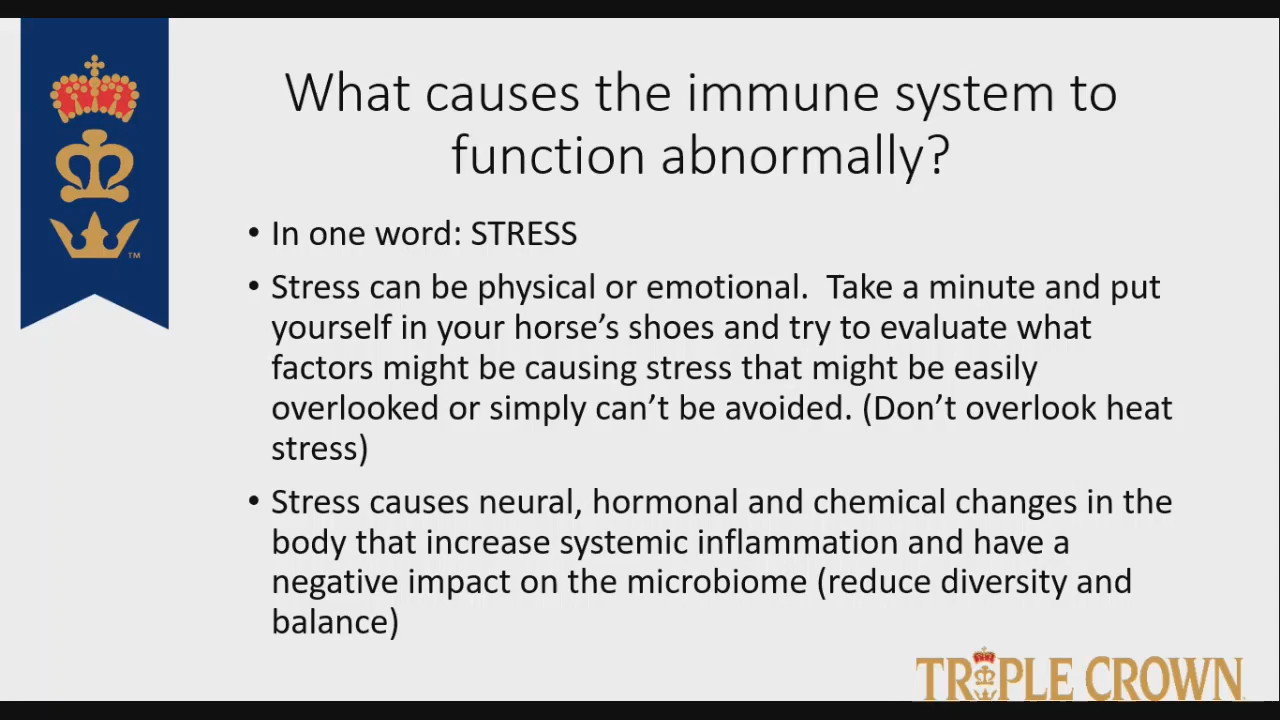 What causes the immune system to
function abnormally?
• In one word: STRESS
• Stress can be physical or emotional.  Take a minute and put
yourself in your horse’s shoes and try to evaluate what
factors might be causing stress that might be easily
overlooked or simply can’t be avoided. (Don’t overlook heat
stress)
• Stress causes neural, hormonal and chemical changes in the
body that increase systemic inflammation and have a
negative impact on the microbiome (reduce diversity and
balance)
TM
TRIPLE CROWN